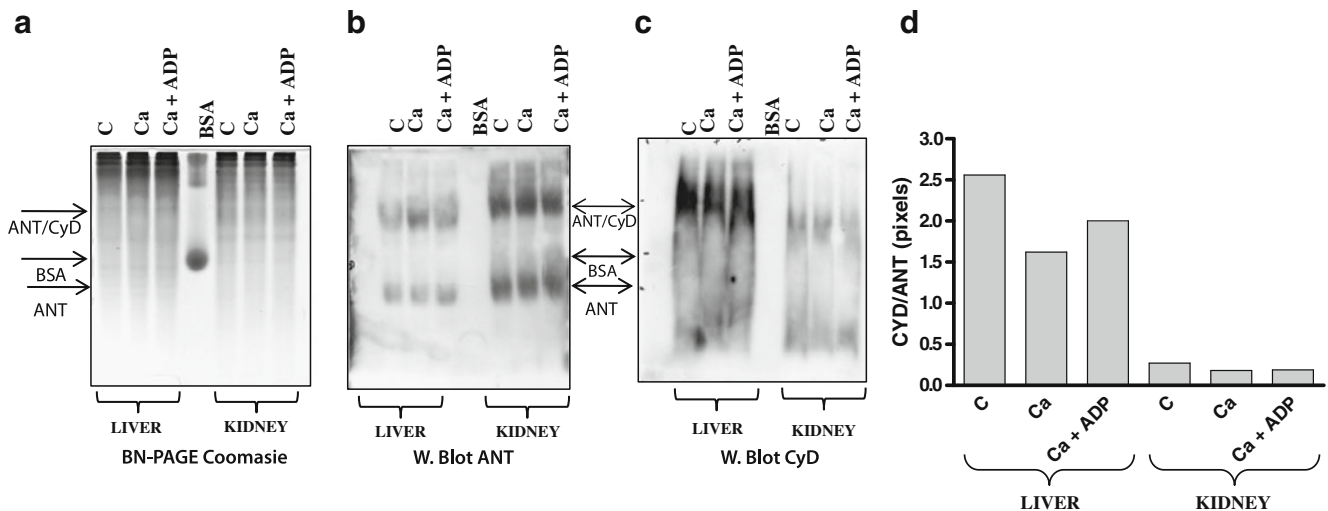 a
C
Ca
Ca + ADP
BSA
C
Ca
Ca + ADP
ANT/CyD
BSA
ANT
LIVER
KIDNEY
BN-PAGE Coomasie
b
C
Ca
Ca + ADP
BSA
C
Ca
Ca + ADP
ANT/CyD
BSA
ANT
LIVER
KIDNEY
W. Blot ANT
c
C
Ca
Ca + ADP
BSA
C
Ca
Ca + ADP
LIVER
KIDNEY
W. Blot CyD
d
CYD/ANT (pixels)
3.0
2.5
2.0
1.5
1.0
0.5
0.0
C
Ca
Ca + ADP
C
Ca
Ca + ADP
LIVER
KIDNEY